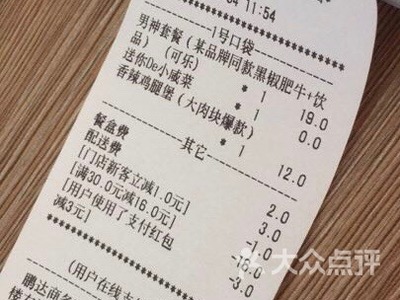 11:54
1号口袋
男神套餐(某品牌同款黑椒肥牛+饮
品)(可乐) * 1 19.0
送你De小咸菜 * 1 0.0
香辣鸡腿堡(大肉块爆款)
* 1 12.0
其它
餐盒费 2.0
配送费 3.0
[门店新客立减1.0元] -1.0
[满30.0元减16.0元]
[用户使用了支付红包
减3元] -3.0
(用户在线支
鹏达商务
大众点评